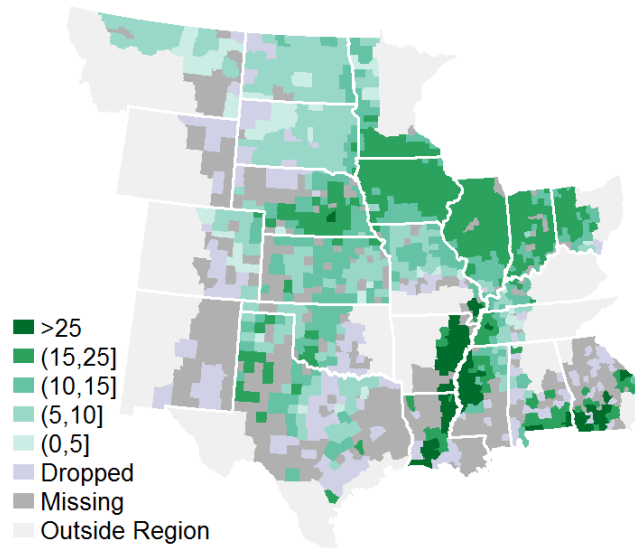 >25
(15,25]
(10,15]
(5,10]
(0,5]
Dropped
Missing
Outside Region